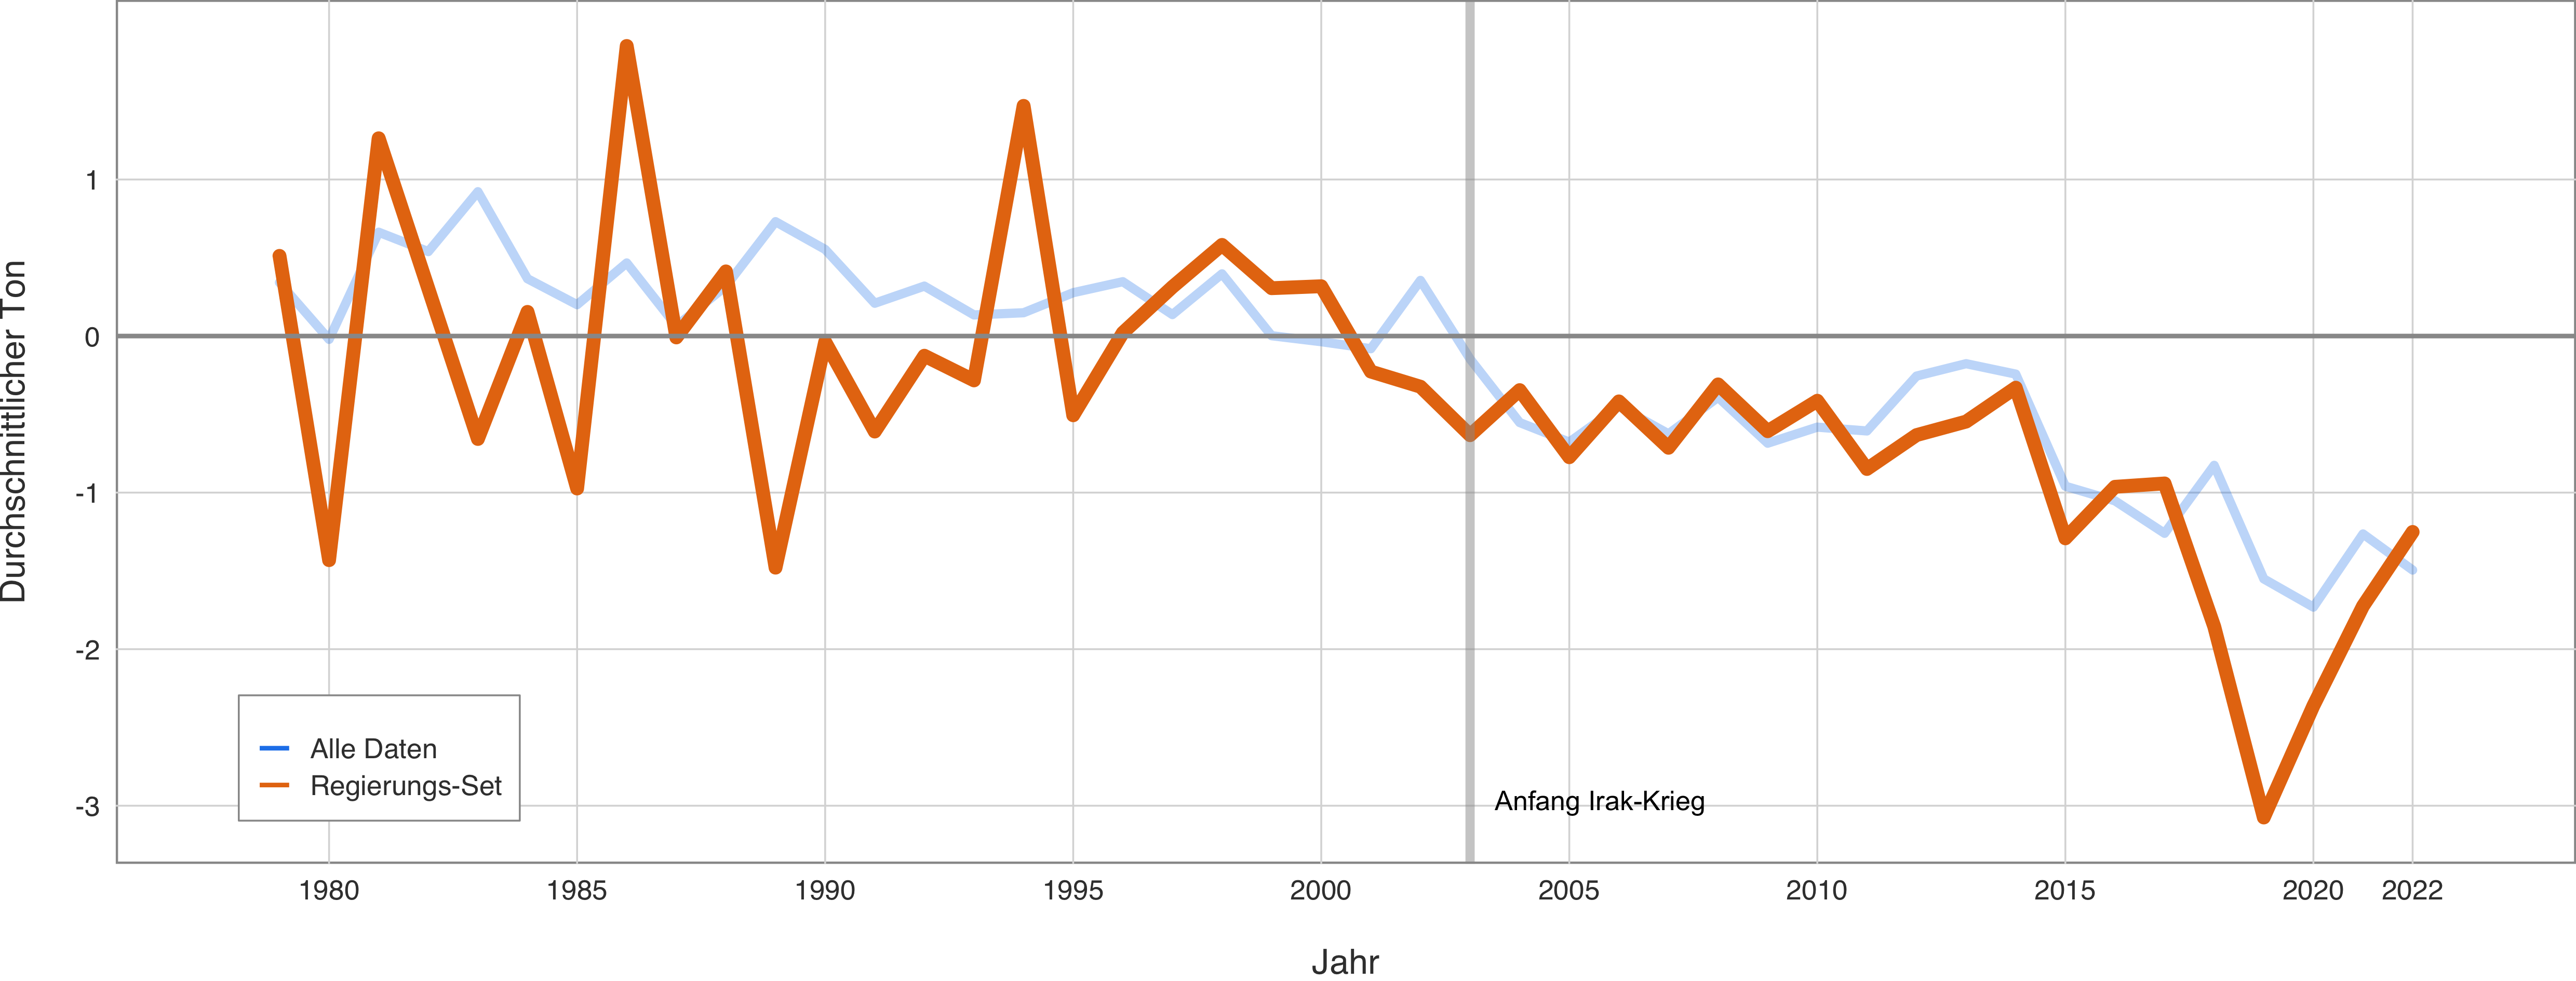 Durchschnittlicher Ton
1
0
-1
-2
-3
Alle Daten
Regierungs-Set
Anfang Irak-Krieg
1980 1985 1990 1995 2000 2005 2010 2015 2020 2022
Jahr